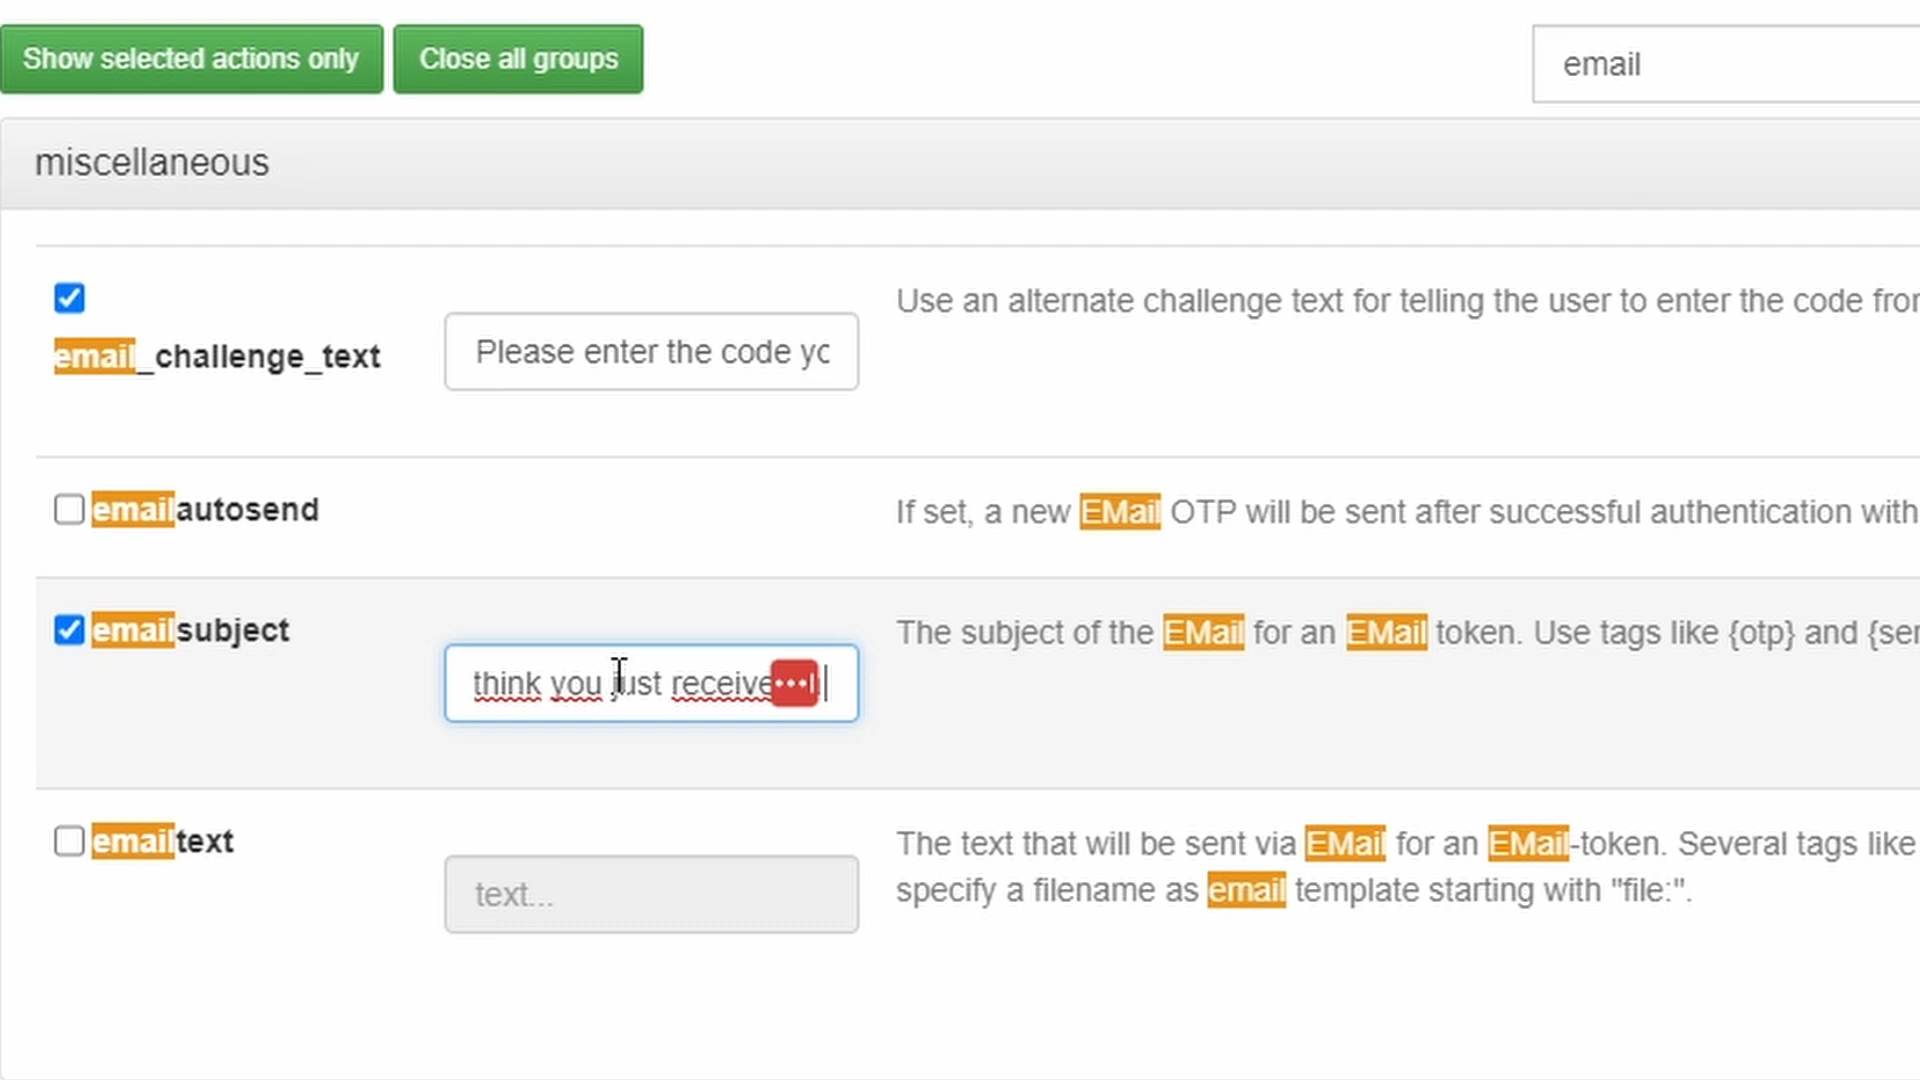 Show selected actions only Close all groups email
miscellaneous
Use an alternate challenge text for telling the user to enter the code
email_challenge_text Please enter the code
emailautosend If set, a new EMail OTP will be sent after successful authentication with
emailsubject The subject of the EMail for an EMail token. Use tags like {otp} and
think you just
emailtext The text that will be sent via EMail for an EMail-token. Several tags like
text... specify a filename as email template starting with "file:".